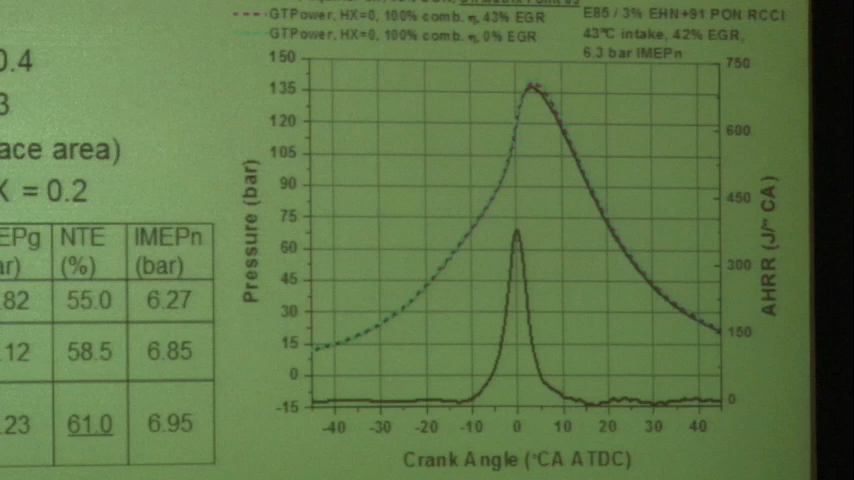 GTPower, HX=0, 100% comb. η, 43% EGR
GTPower, HX=0, 100% comb. η, 0% EGR
E85 / 3% EHN+91 PON RCCI
43°C intake, 42% EGR,
6.3 bar IMEPn
0.4
3
ace area)
X = 0.2
EPg NTE IMEPn
ar) (%) (bar)
.82 55.0 6.27
.12 58.5 6.85
.23 61.0 6.95
Pressure (bar)
150
135
120
105
90
75
60
45
30
15
0
-15
750
600
450
300
150
0
AHRR (J/°CA)
-40 -30 -20 -10 0 10 20 30 40
Crank Angle (°CA ATDC)